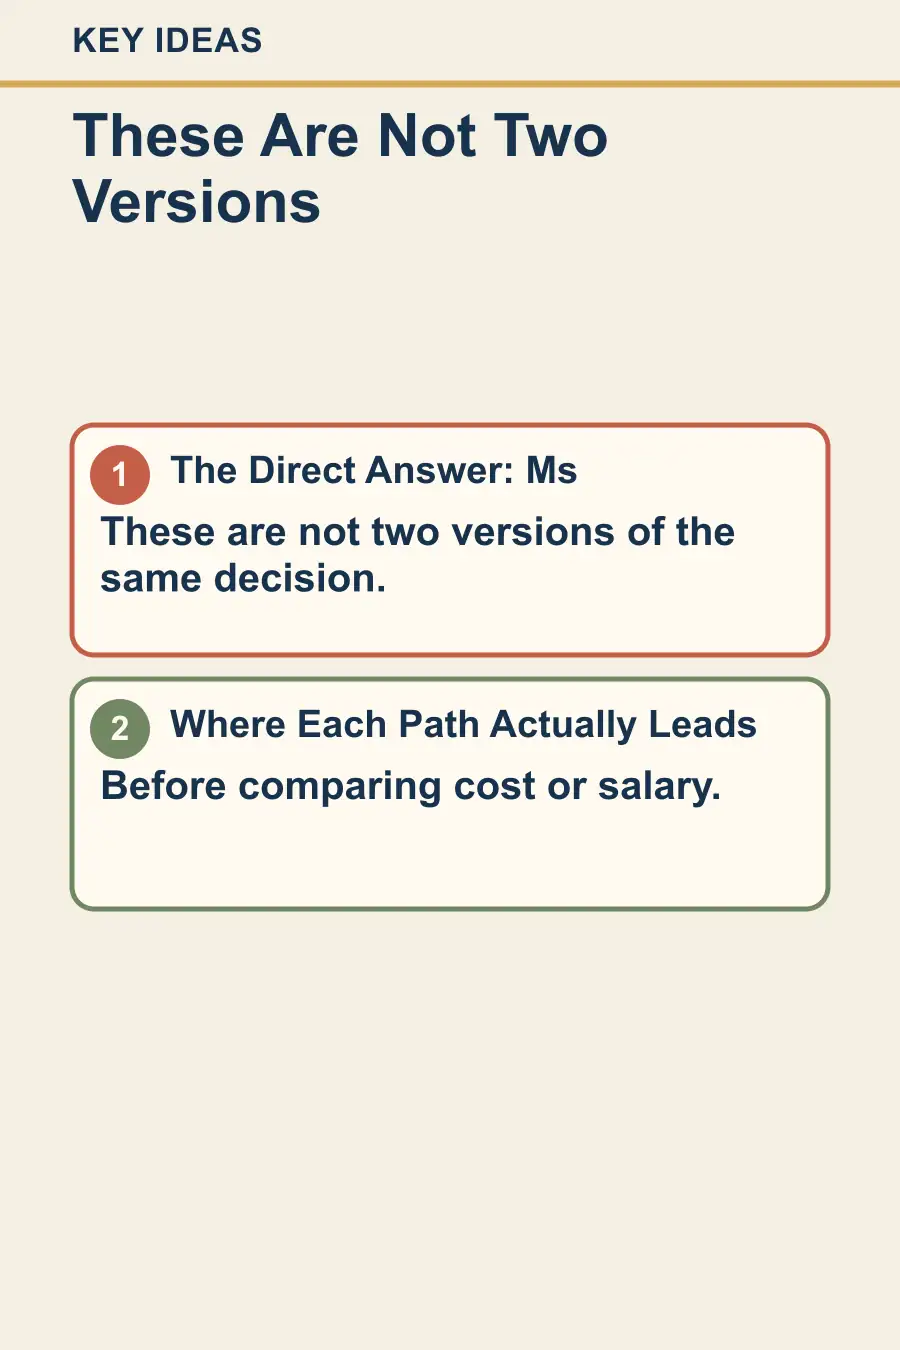 KEY IDEAS
These Are Not Two
Versions
1 The Direct Answer: Ms
These are not two versions of the
same decision.
2 Where Each Path Actually Leads
Before comparing cost or salary.